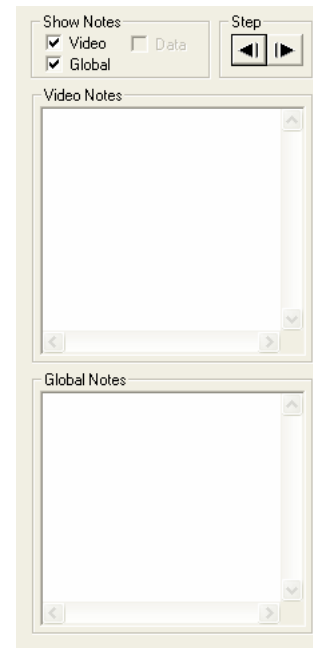 Show Notes
Step
Video
Data
Global
Video Notes
Global Notes